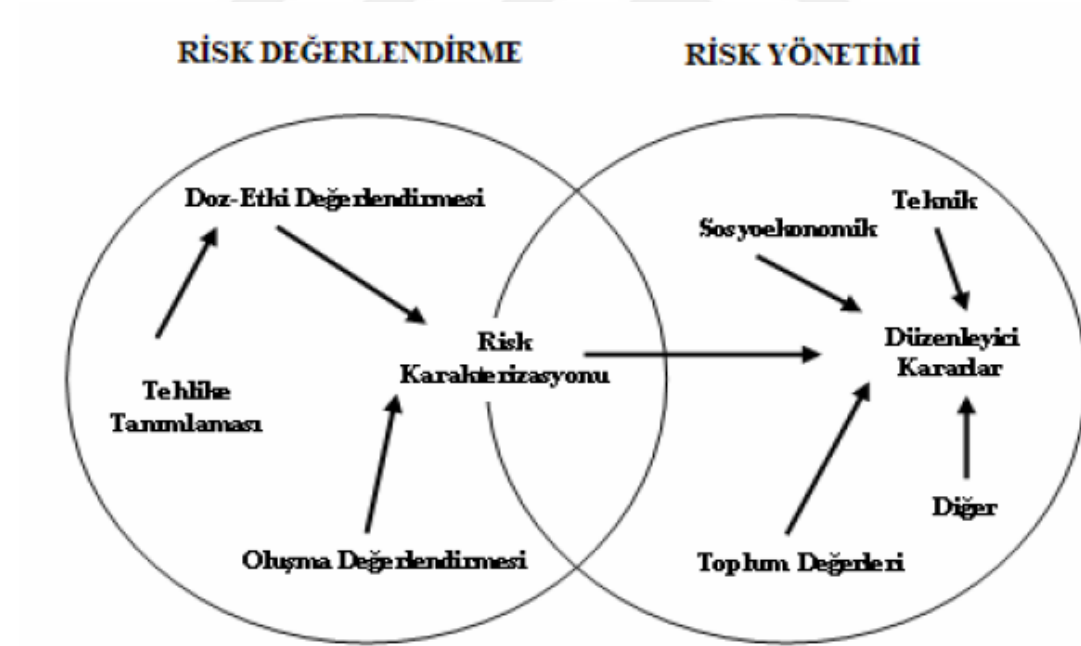 RİSK DEĞERLENDİRME
RİSK YÖNETİMİ
Doz-Etki Değerlendirmesi
Tehlike
Tanımlaması
Risk
Karakterizasyonu
Oluşma Değerlendirmesi
Teknik
Sosyoekonomik
Düzenleyici
Kararlar
Diğer
Toplum Değerleri